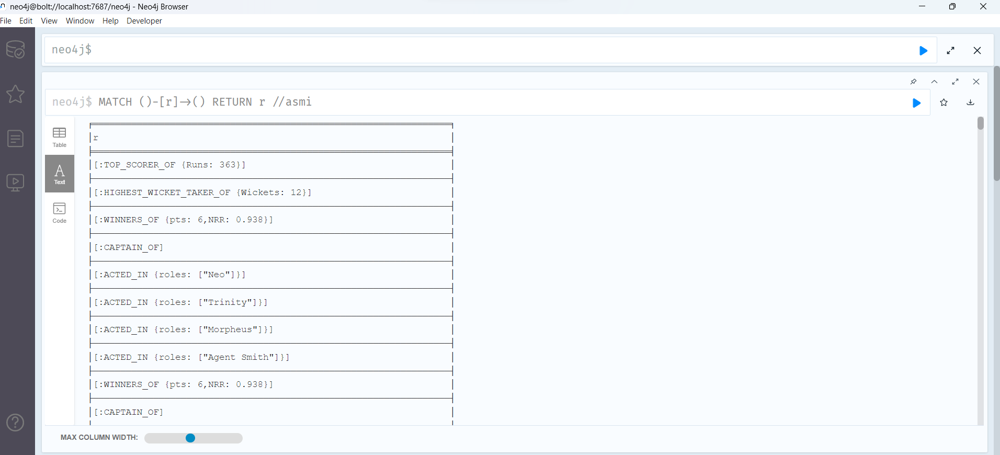 neo4j@bolt://localhost:7687/neo4j - Neo4j Browser
File Edit View Window Help Developer
neo4j$
neo4j$ MATCH ()-[r]→() RETURN r //asmi
Table
Text
Code
r
[:TOP_SCORER_OF {Runs: 363}]
[:HIGHEST_WICKET_TAKER_OF {Wickets: 12}]
[:WINNERS_OF {pts: 6,NRR: 0.938}]
[:CAPTAIN_OF]
[:ACTED_IN {roles: ["Neo"]}]
[:ACTED_IN {roles: ["Trinity"]}]
[:ACTED_IN {roles: ["Morpheus"]}]
[:ACTED_IN {roles: ["Agent Smith"]}]
[:WINNERS_OF {pts: 6,NRR: 0.938}]
[:CAPTAIN_OF]
MAX COLUMN WIDTH: